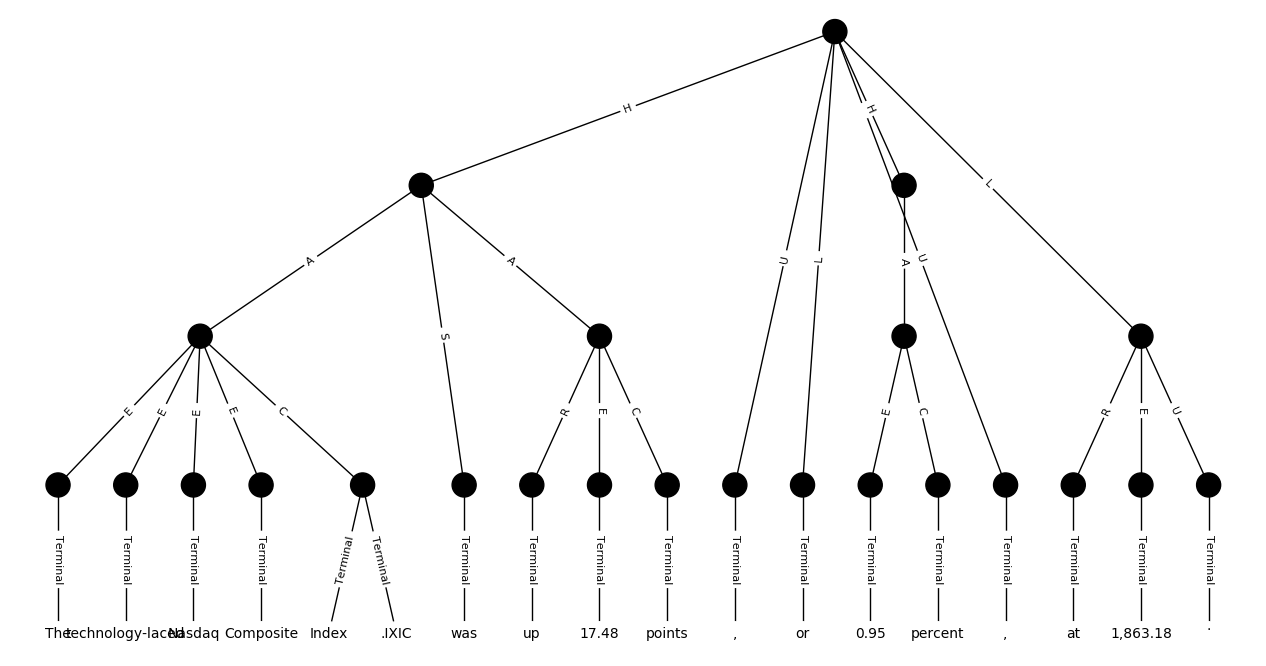 H
H
L
A
S
A
U
L
A
U
E
E
E
E
C
R
E
C
E
C
R
E
U
Terminal Terminal Terminal Terminal Terminal Terminal Terminal Terminal Terminal Terminal Terminal Terminal Terminal Terminal Terminal Terminal Terminal Terminal
The technology-laced Nasdaq Composite Index .IXIC was up 17.48 points , or 0.95 percent , at 1,863.18 .